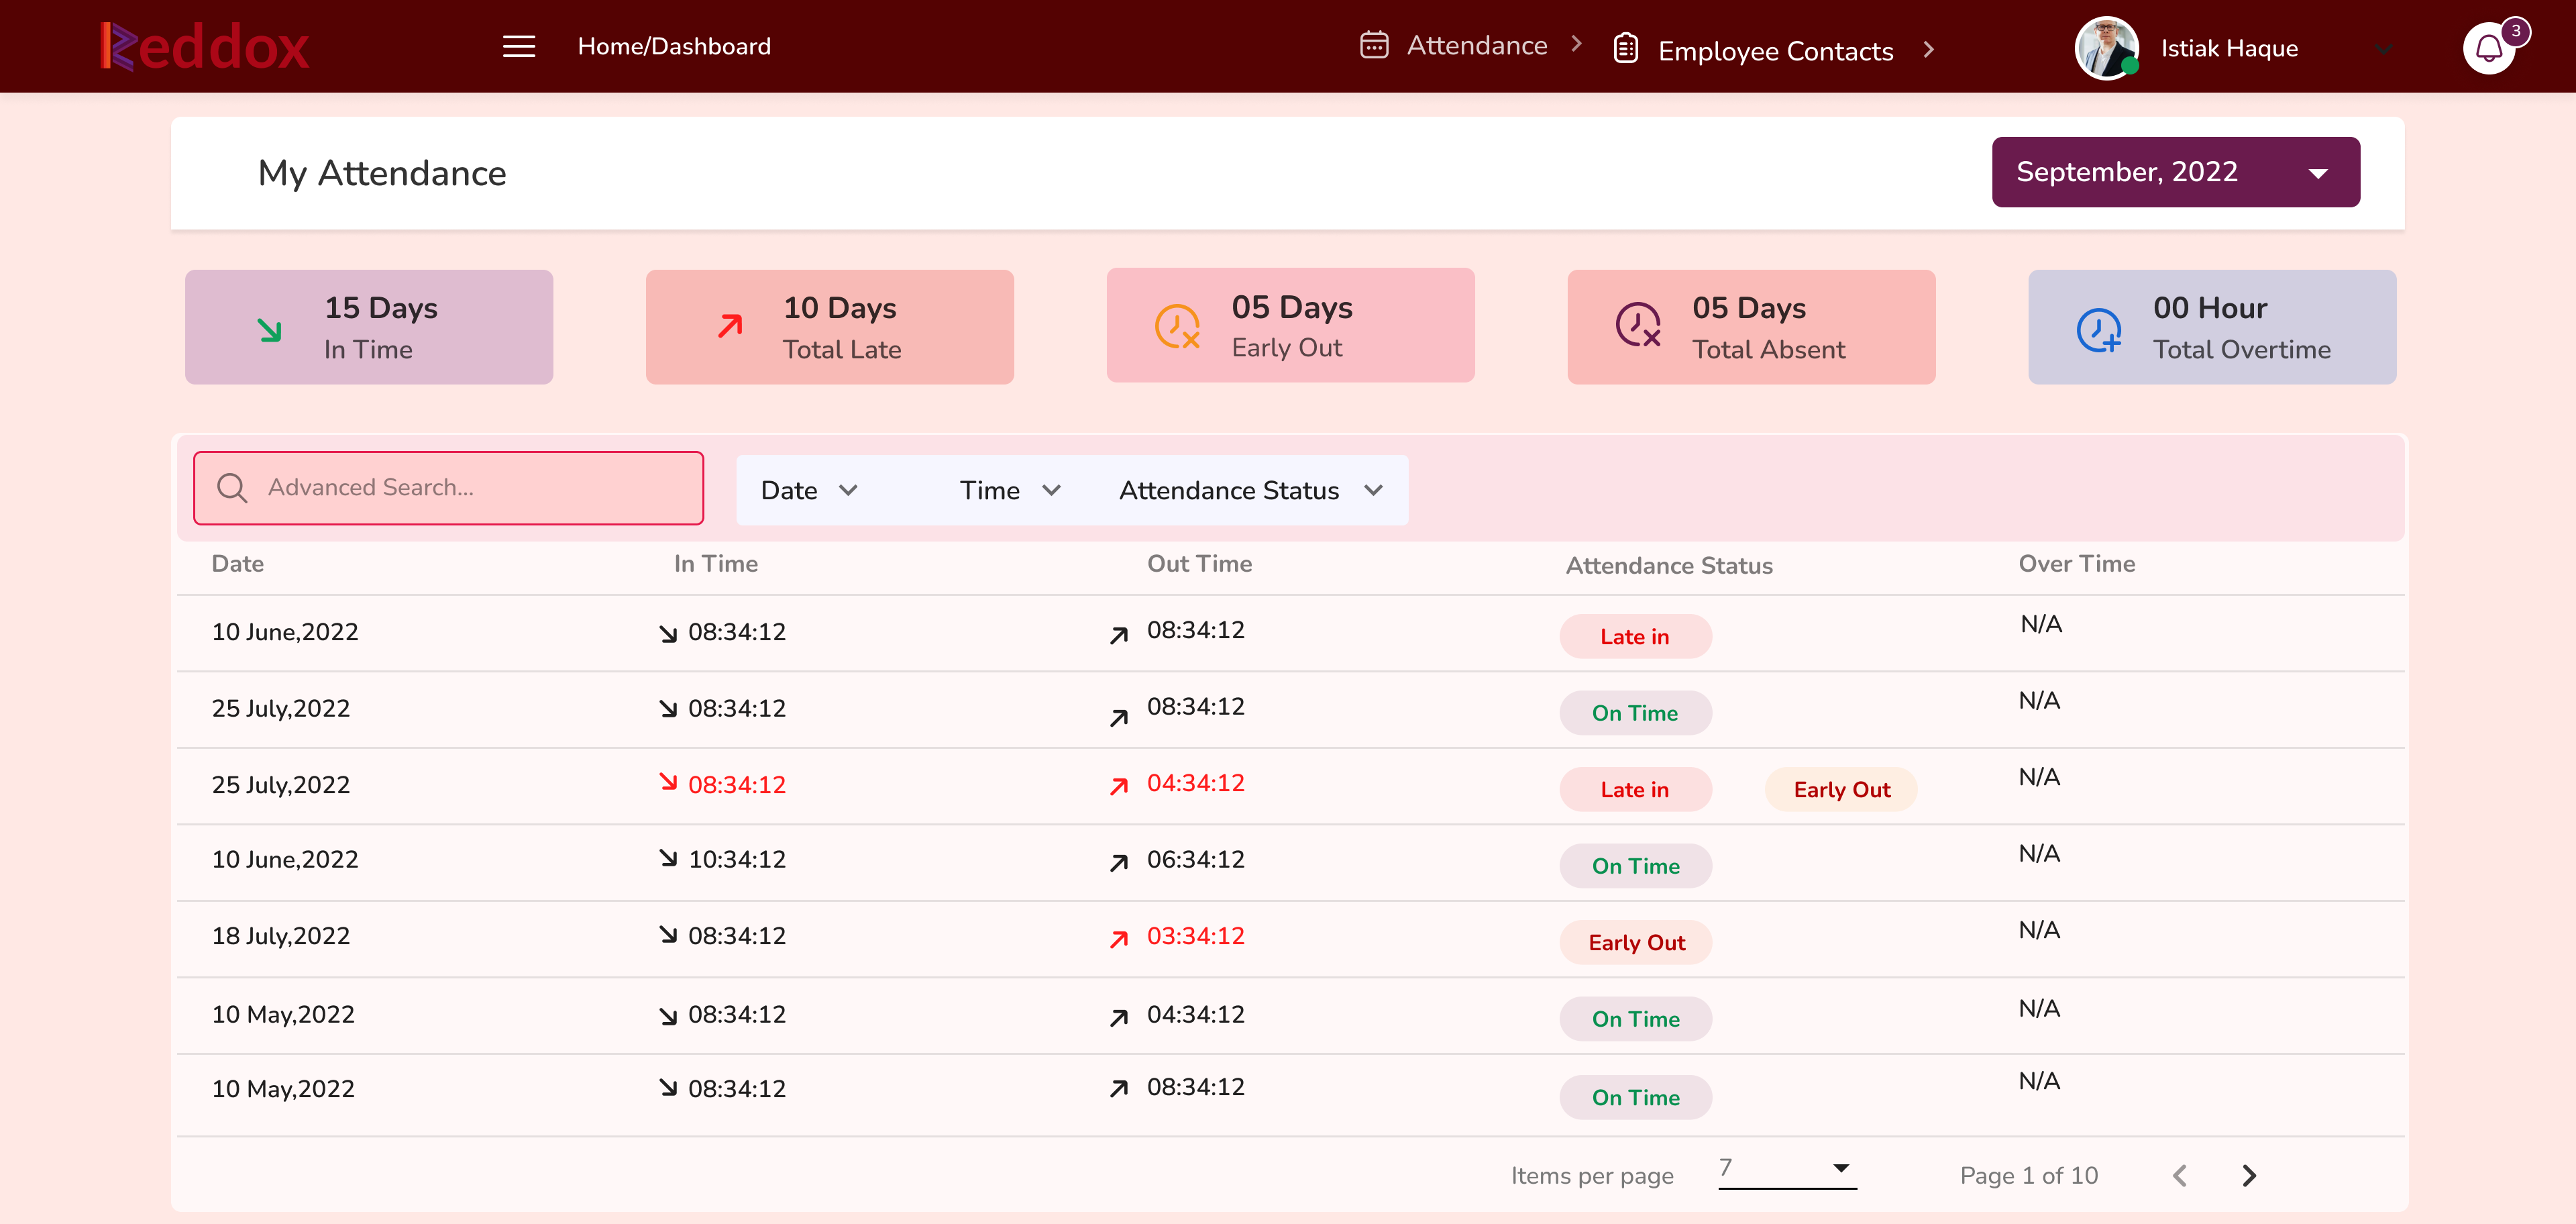 Reddox
Home/Dashboard
Attendance
Employee Contacts
Istiak Haque
3
My Attendance
September, 2022
15 Days
In Time
10 Days
Total Late
05 Days
Early Out
05 Days
Total Absent
00 Hour
Total Overtime
Advanced Search...
Date
Time
Attendance Status
Date In Time Out Time Attendance Status Over Time
10 June,2022 08:34:12 08:34:12 Late in N/A
25 July,2022 08:34:12 08:34:12 On Time N/A
25 July,2022 08:34:12 04:34:12 Late in Early Out N/A
10 June,2022 10:34:12 06:34:12 On Time N/A
18 July,2022 08:34:12 03:34:12 Early Out N/A
10 May,2022 08:34:12 04:34:12 On Time N/A
10 May,2022 08:34:12 08:34:12 On Time N/A
Items per page 7 Page 1 of 10